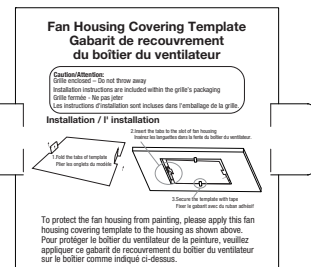 Fan Housing Covering Template
Gabarit de recouvrement
du boîtier du ventilateur
Caution/Attention:
Grille enclosed – Do not throw away
Installation instructions are included within the grille's packaging
Grille fermée - Ne pas jeter
Les instructions d'installation sont incluses dans l'emballage de la grille.
Installation / l' installation
2.Insert the tabs to the slot of fan housing
Insérez les languettes dans la fente du boîtier du ventilateur.
1.Fold the tabs of template
Plier les onglets du modèle
3.Secure the template with tape
Fixer le gabarit avec du ruban adhésif
To protect the fan housing from painting, please apply this fan
housing covering template to the housing as shown above.
Pour protéger le boîtier du ventilateur de la peinture, veuillez
appliquer ce gabarit de recouvrement du boîtier du ventilateur
sur le boîtier comme indiqué ci-dessus.